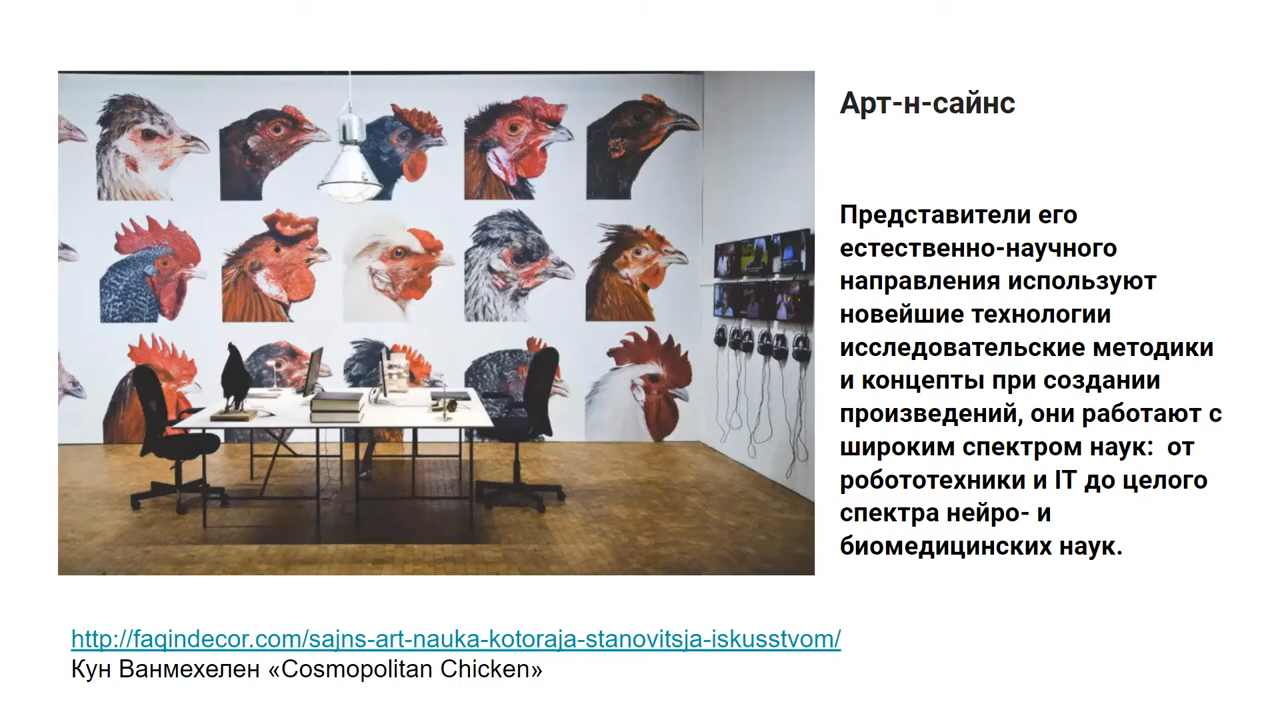 Арт-н-сайнс
Представители его
естественно-научного
направления используют
новейшие технологии
исследовательские методики
и концепты при создании
произведений, они работают с
широким спектром наук:  от
робототехники и IT до целого
спектра нейро- и
биомедицинских наук.
http://faqindecor.com/sajns-art-nauka-kotoraja-stanovitsja-iskusstvom/
Кун Ванмехелен «Cosmopolitan Chicken»